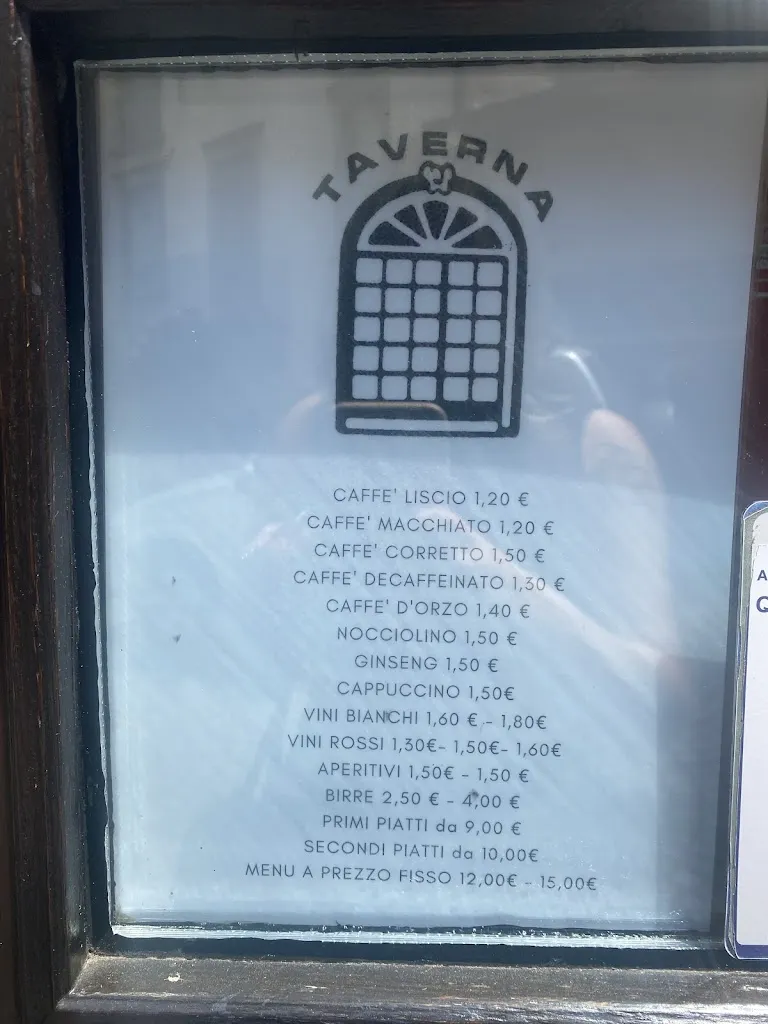 TAVERNA
CAFFE' LISCIO 1,20 €
CAFFE' MACCHIATO 1,20 €
CAFFE' CORRETTO 1,50 €
CAFFE' DECAFFEINATO 1,30 €
CAFFE' D'ORZO 1,40 €
NOCCIOLINO 1,50 €
GINSENG 1,50 €
CAPPUCCINO 1,50€
VINI BIANCHI 1,60 € - 1,80€
VINI ROSSI 1,30€- 1,50€- 1,60€
APERITIVI 1,50€ - 1,50 €
BIRRE 2,50 € - 4,00 €
PRIMI PIATTI da 9,00 €
SECONDI PIATTI da 10,00€
MENU A PREZZO FISSO 12,00€ - 15,00€